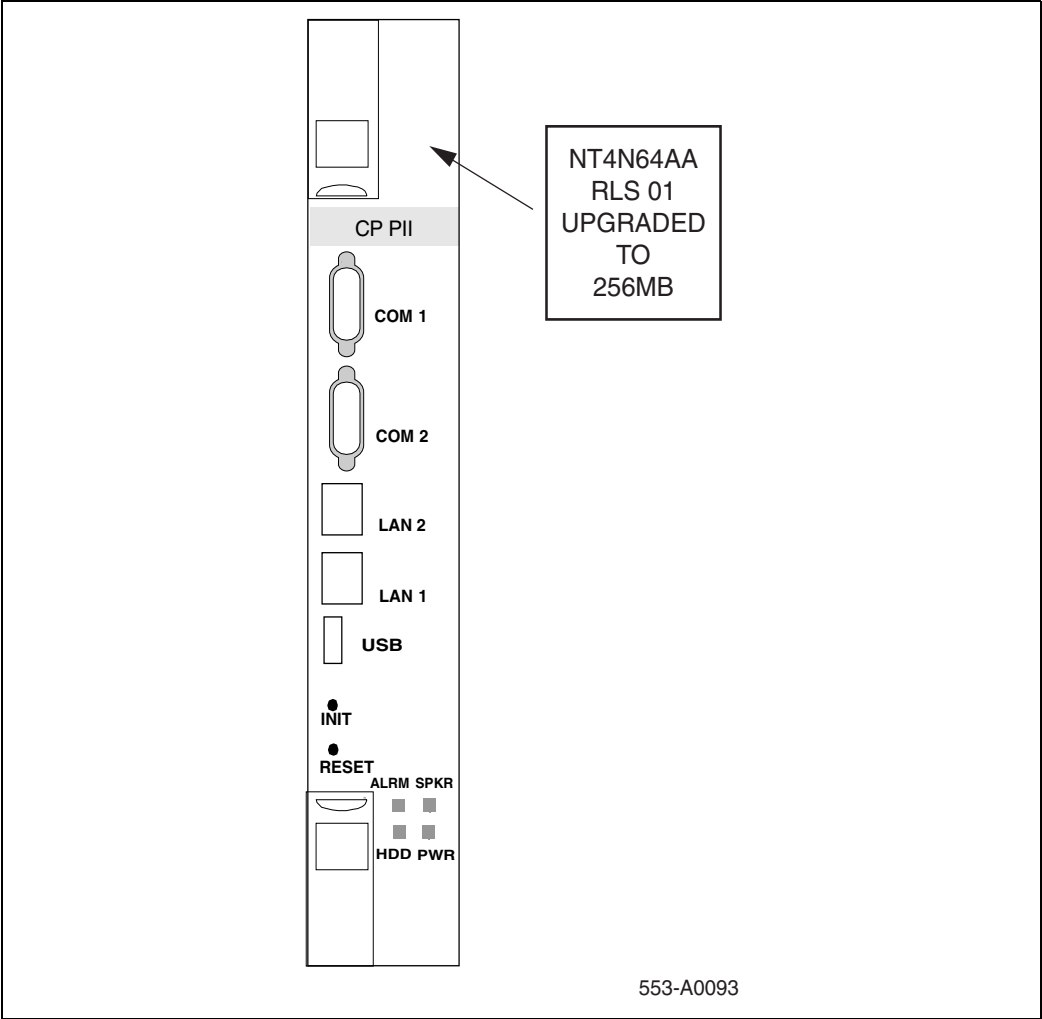 NT4N64AA
RLS 01
UPGRADED
TO
256MB
CP PII
COM 1
COM 2
LAN 2
LAN 1
USB
INIT
RESET
ALRM SPKR
HDD PWR
553-A0093